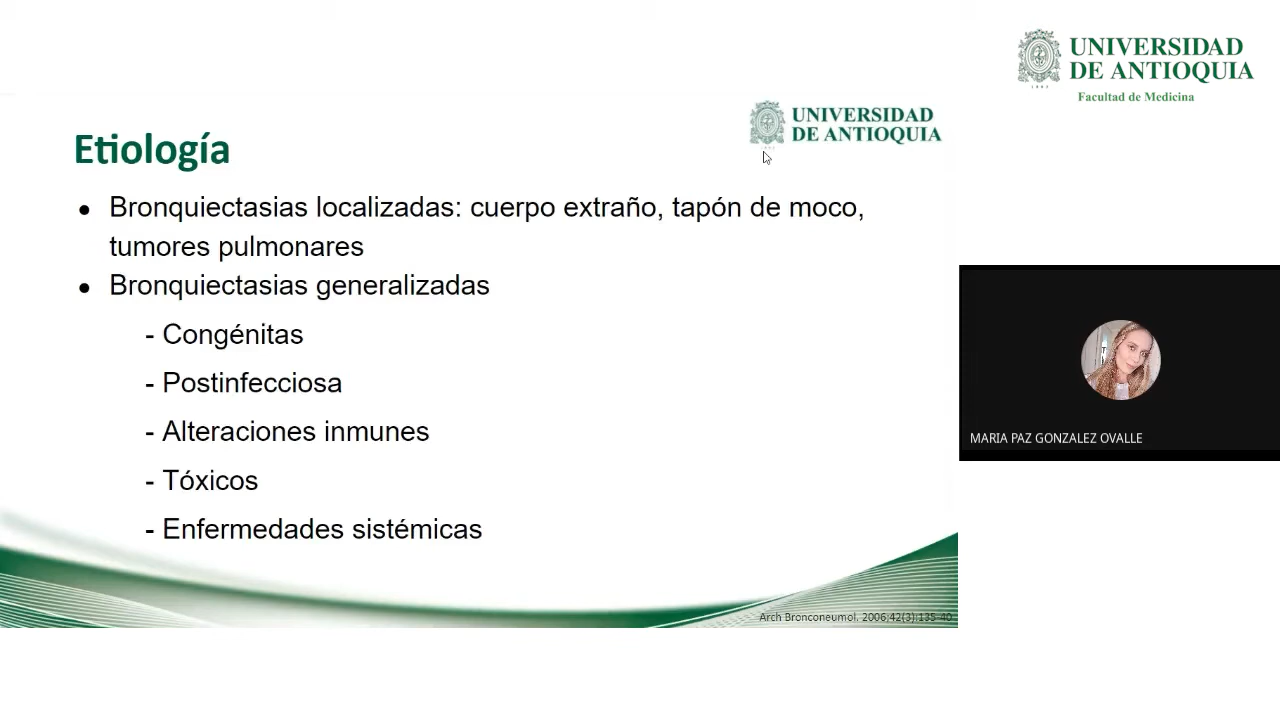 UNIVERSIDAD
DE ANTIOQUIA
1803
Facultad de Medicina
UNIVERSIDAD
DE ANTIOQUIA
Etiología
● Bronquiectasias localizadas: cuerpo extraño, tapón de moco,
tumores pulmonares
● Bronquiectasias generalizadas
- Congénitas
- Postinfecciosa
- Alteraciones inmunes
- Tóxicos
- Enfermedades sistémicas
Arch Bronconeumol. 2006;42(3):135-40
MARIA PAZ GONZALEZ OVALLE